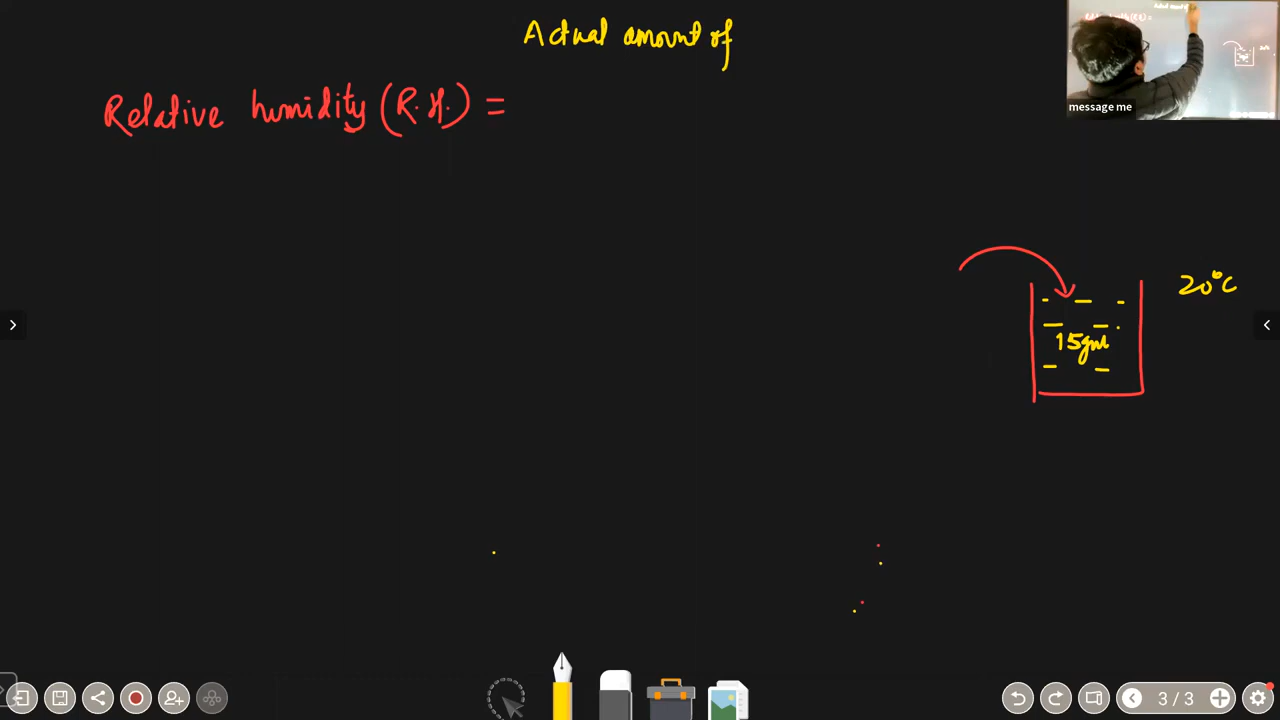 Actual amount of
Relative humidity (R.H.) =
message me
20°C
15gm
3/3